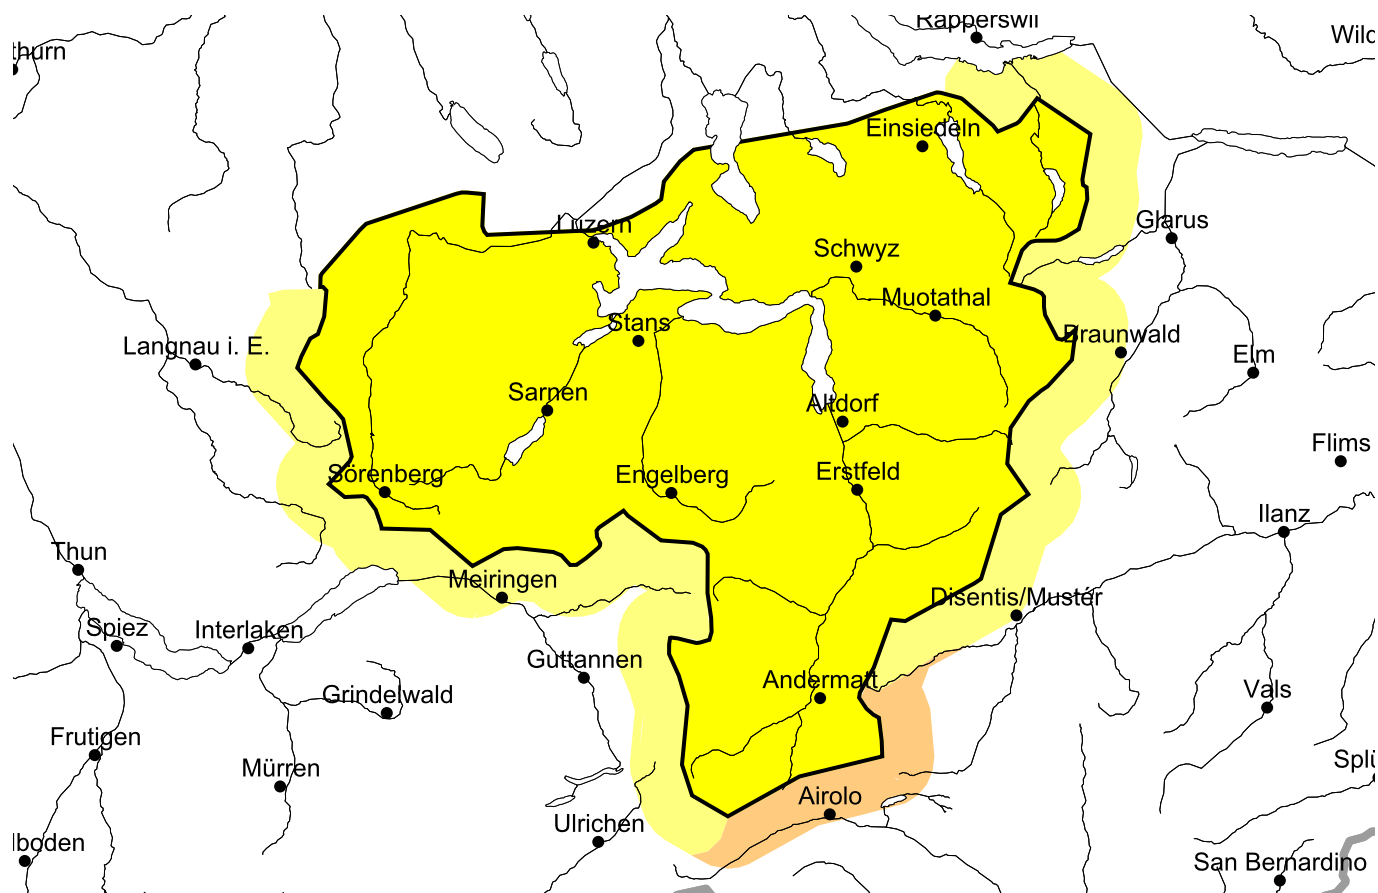 Rapperswil
thurn
Wild
Einsiedeln
Luzern
Glarus
Schwyz
Muotathal
Stans
Braunwald
Langnau i. E.
Elm
Sarnen
Altdorf
Flims
Sörenberg
Engelberg
Erstfeld
Ilanz
Thun
Meiringen
Disentis/Mustér
Spiez
Interlaken
Guttannen
Andermatt
Grindelwald
Vals
Frutigen
Mürren
Splü
Airolo
Ulrichen
lboden
San Bernardino